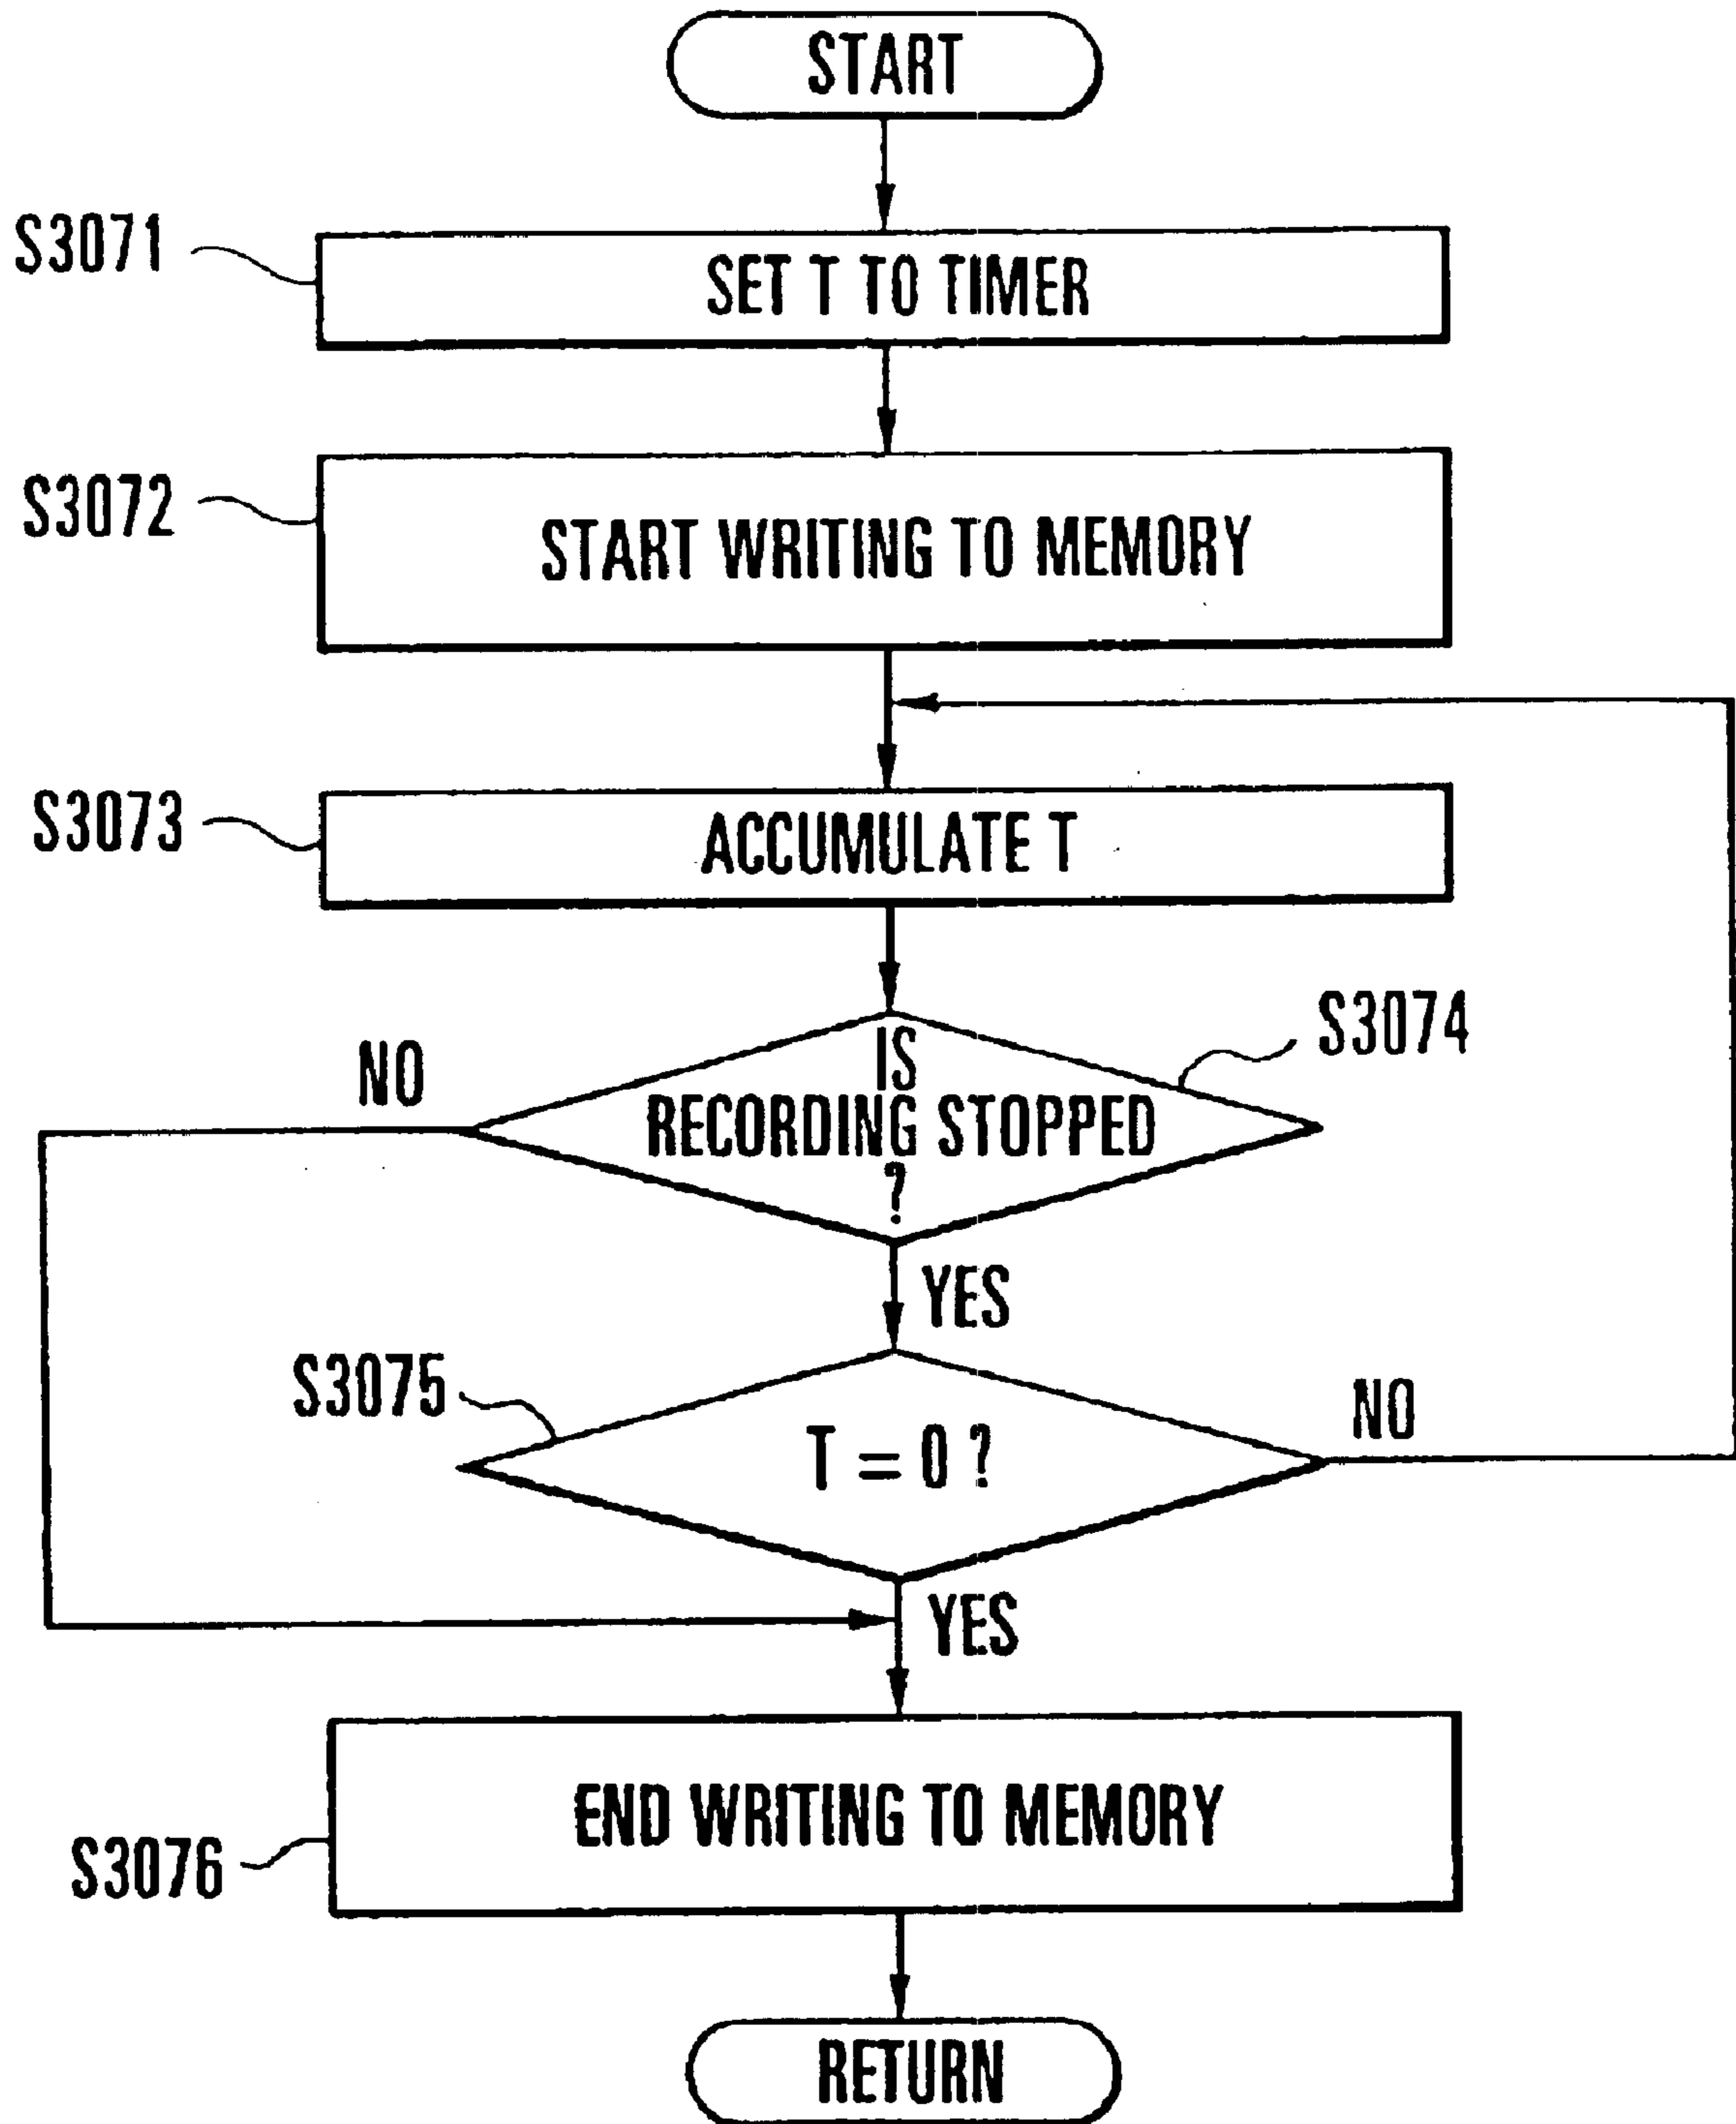 START
S3071
SET T TO TIMER
S3072
START WRITING TO MEMORY
S3073
ACCUMULATE T
S3074
NO
IS
RECORDING STOPPED
?
YES
S3075
T = 0 ?
NO
YES
END WRITING TO MEMORY
S3076
RETURN